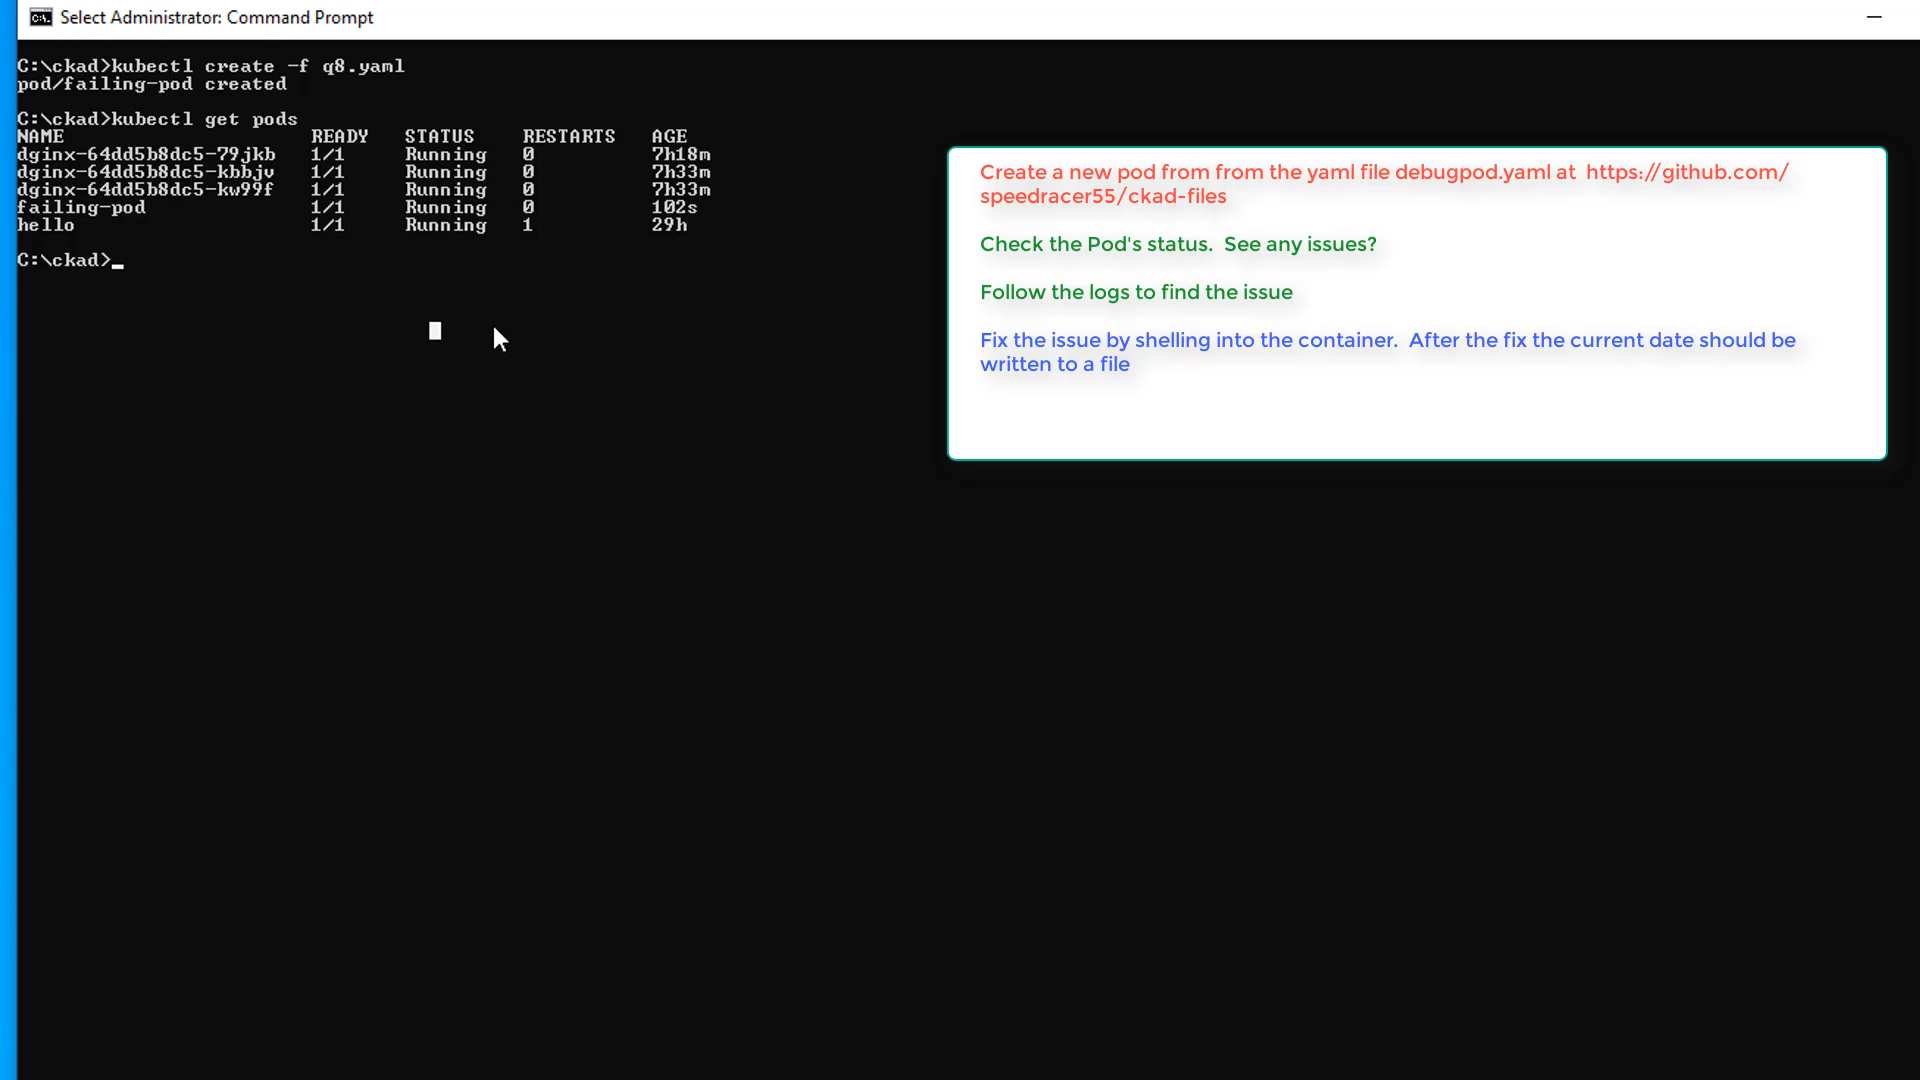 Select Administrator: Command Prompt
C:\ckad>kubectl create -f q8.yaml
pod/failing-pod created
C:\ckad>kubectl get pods
NAME READY STATUS RESTARTS AGE
dginx-64dd5b8dc5-79jkb 1/1 Running 0 7h18m
dginx-64dd5b8dc5-kbbjv 1/1 Running 0 7h33m
dginx-64dd5b8dc5-kw99f 1/1 Running 0 7h33m
failing-pod 1/1 Running 0 102s
hello 1/1 Running 1 29h
C:\ckad>_
Create a new pod from from the yaml file debugpod.yaml at https://github.com/
speedracer55/ckad-files
Check the Pod's status. See any issues?
Follow the logs to find the issue
Fix the issue by shelling into the container. After the fix the current date should be
written to a file